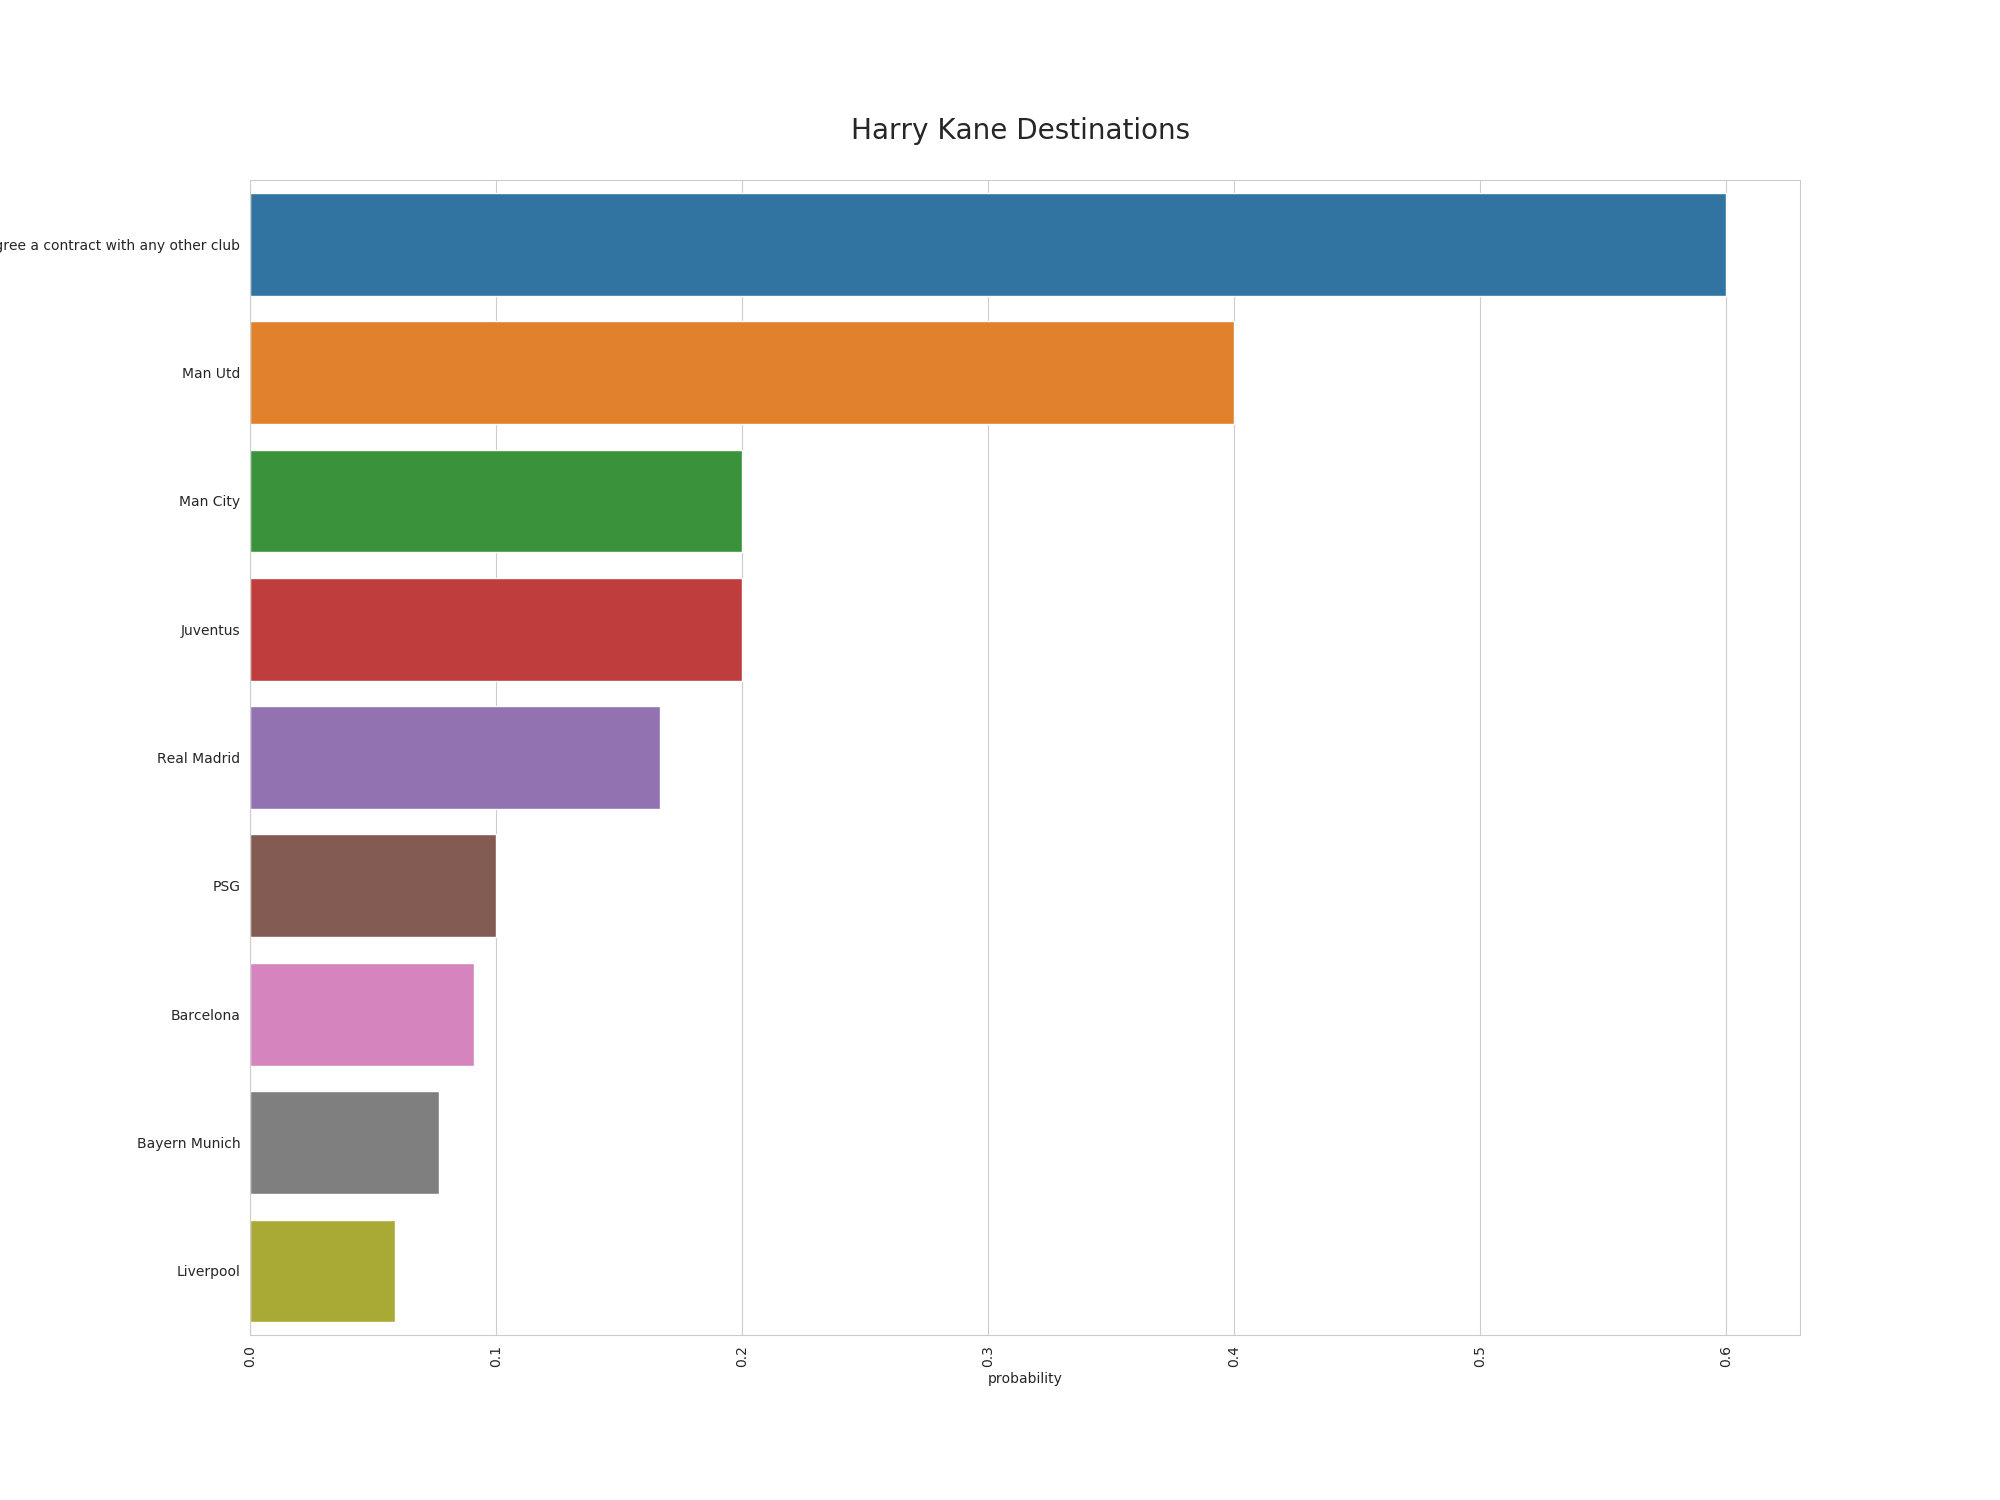 Harry Kane Destinations
a contract with any other club
Man Utd
Man City
Juventus
Real Madrid
PSG
Barcelona
Bayern Munich
Liverpool
0.0 0.1 0.2 0.3 0.4 0.5 0.6
probability